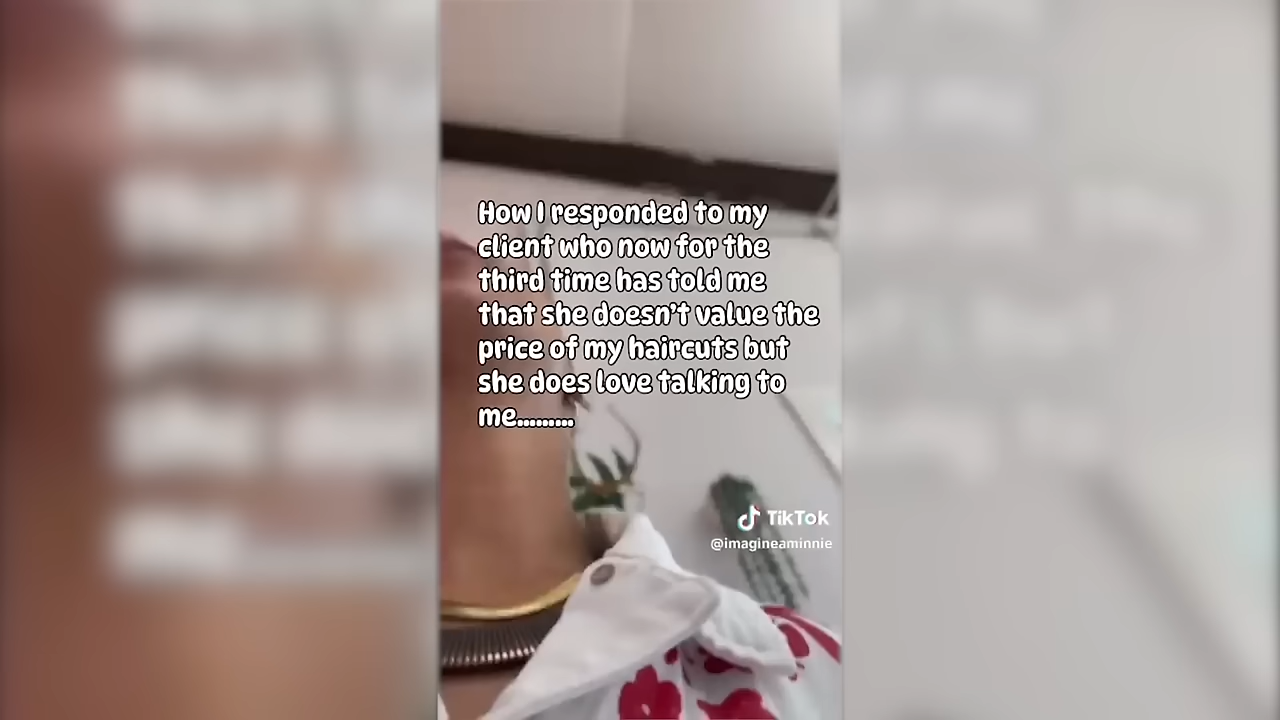 How I responded to my
client who now for the
third time has told me
that she doesn't value the
price of my haircuts but
she does love talking to
me.........
TikTok
@imagineaminnie